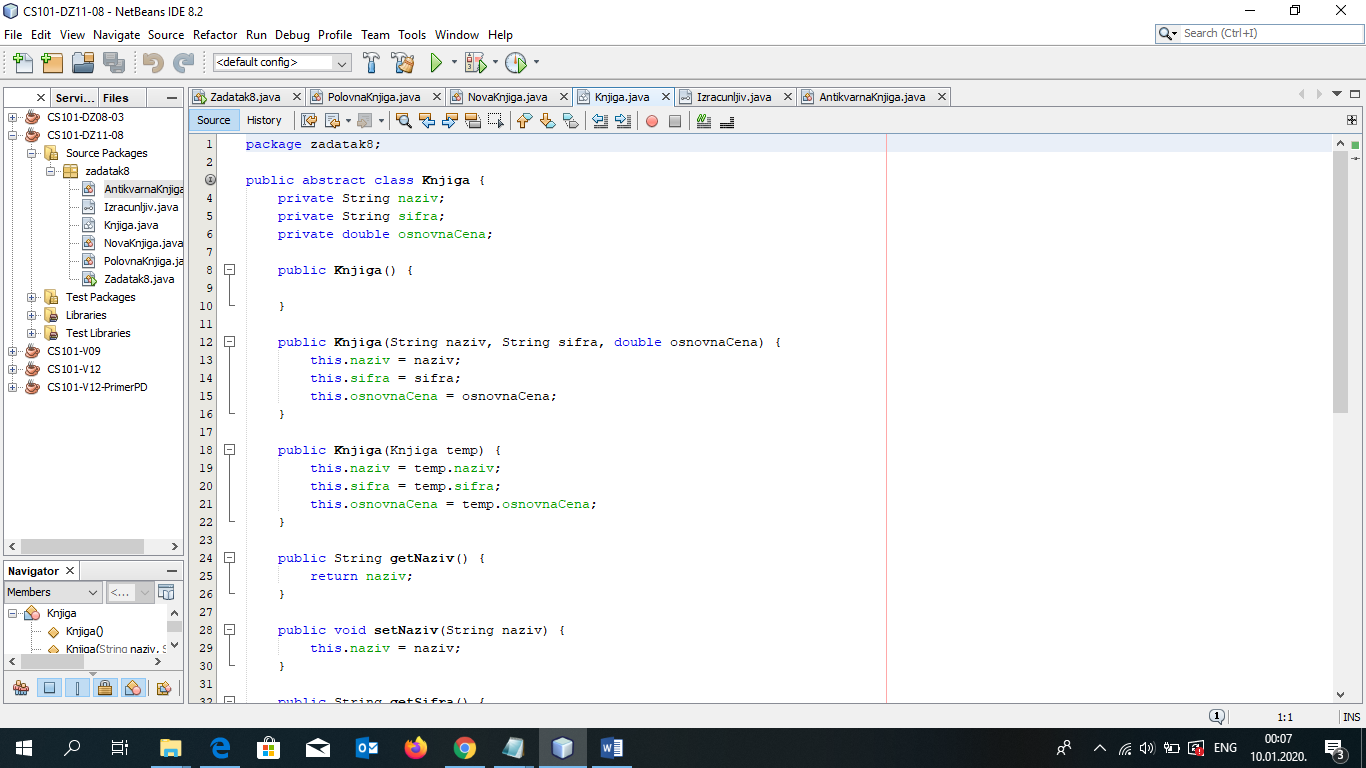 CS101-DZ11-08 - NetBeans IDE 8.2
File Edit View Navigate Source Refactor Run Debug Profile Team Tools Window Help
Search (Ctrl+I)
<default config>
Servi... Files
Zadatak8.java PolovnaKnjiga.java NovaKnjiga.java Knjiga.java Izracunljiv.java AntikvarnaKnjiga.java
CS101-DZ08-03
CS101-DZ11-08
Source Packages
zadatak8
AntikvarnaKnjiga
Izracunljiv.java
Knjiga.java
NovaKnjiga.java
PolovnaKnjiga.ja
Zadatak8.java
Test Packages
Libraries
Test Libraries
CS101-V09
CS101-V12
CS101-V12-PrimerPD
Navigator
Members <...
Knjiga
Knjiga()
Knjiga(String naziv, S
Source History
1 package zadatak8;
2
public abstract class Knjiga {
4 private String naziv;
5 private String sifra;
6 private double osnovnaCena;
7
8 public Knjiga() {
9
10 }
11
12 public Knjiga(String naziv, String sifra, double osnovnaCena) {
13 this.naziv = naziv;
14 this.sifra = sifra;
15 this.osnovnaCena = osnovnaCena;
16 }
17
18 public Knjiga(Knjiga temp) {
19 this.naziv = temp.naziv;
20 this.sifra = temp.sifra;
21 this.osnovnaCena = temp.osnovnaCena;
22 }
23
24 public String getNaziv() {
25 return naziv;
26 }
27
28 public void setNaziv(String naziv) {
29 this.naziv = naziv;
30 }
31
32 public String getSifra() {
1 1:1 INS
ENG 00:07
10.01.2020. 3